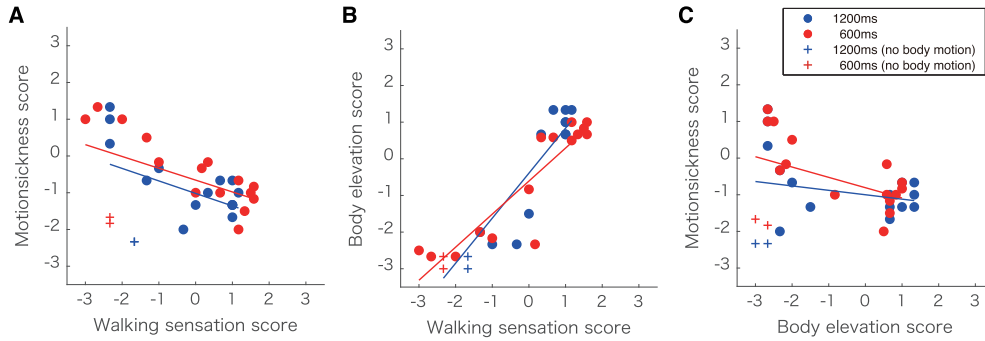 A
B
C
1200ms
600ms
1200ms (no body motion)
600ms (no body motion)
Motionsickness score
3
2
1
0
-1
-2
-3
-3 -2 -1 0 1 2 3
Walking sensation score
Body elevation score
3
2
1
0
-1
-2
-3
-3 -2 -1 0 1 2 3
Walking sensation score
Motionsickness score
3
2
1
0
-1
-2
-3
-3 -2 -1 0 1 2 3
Body elevation score